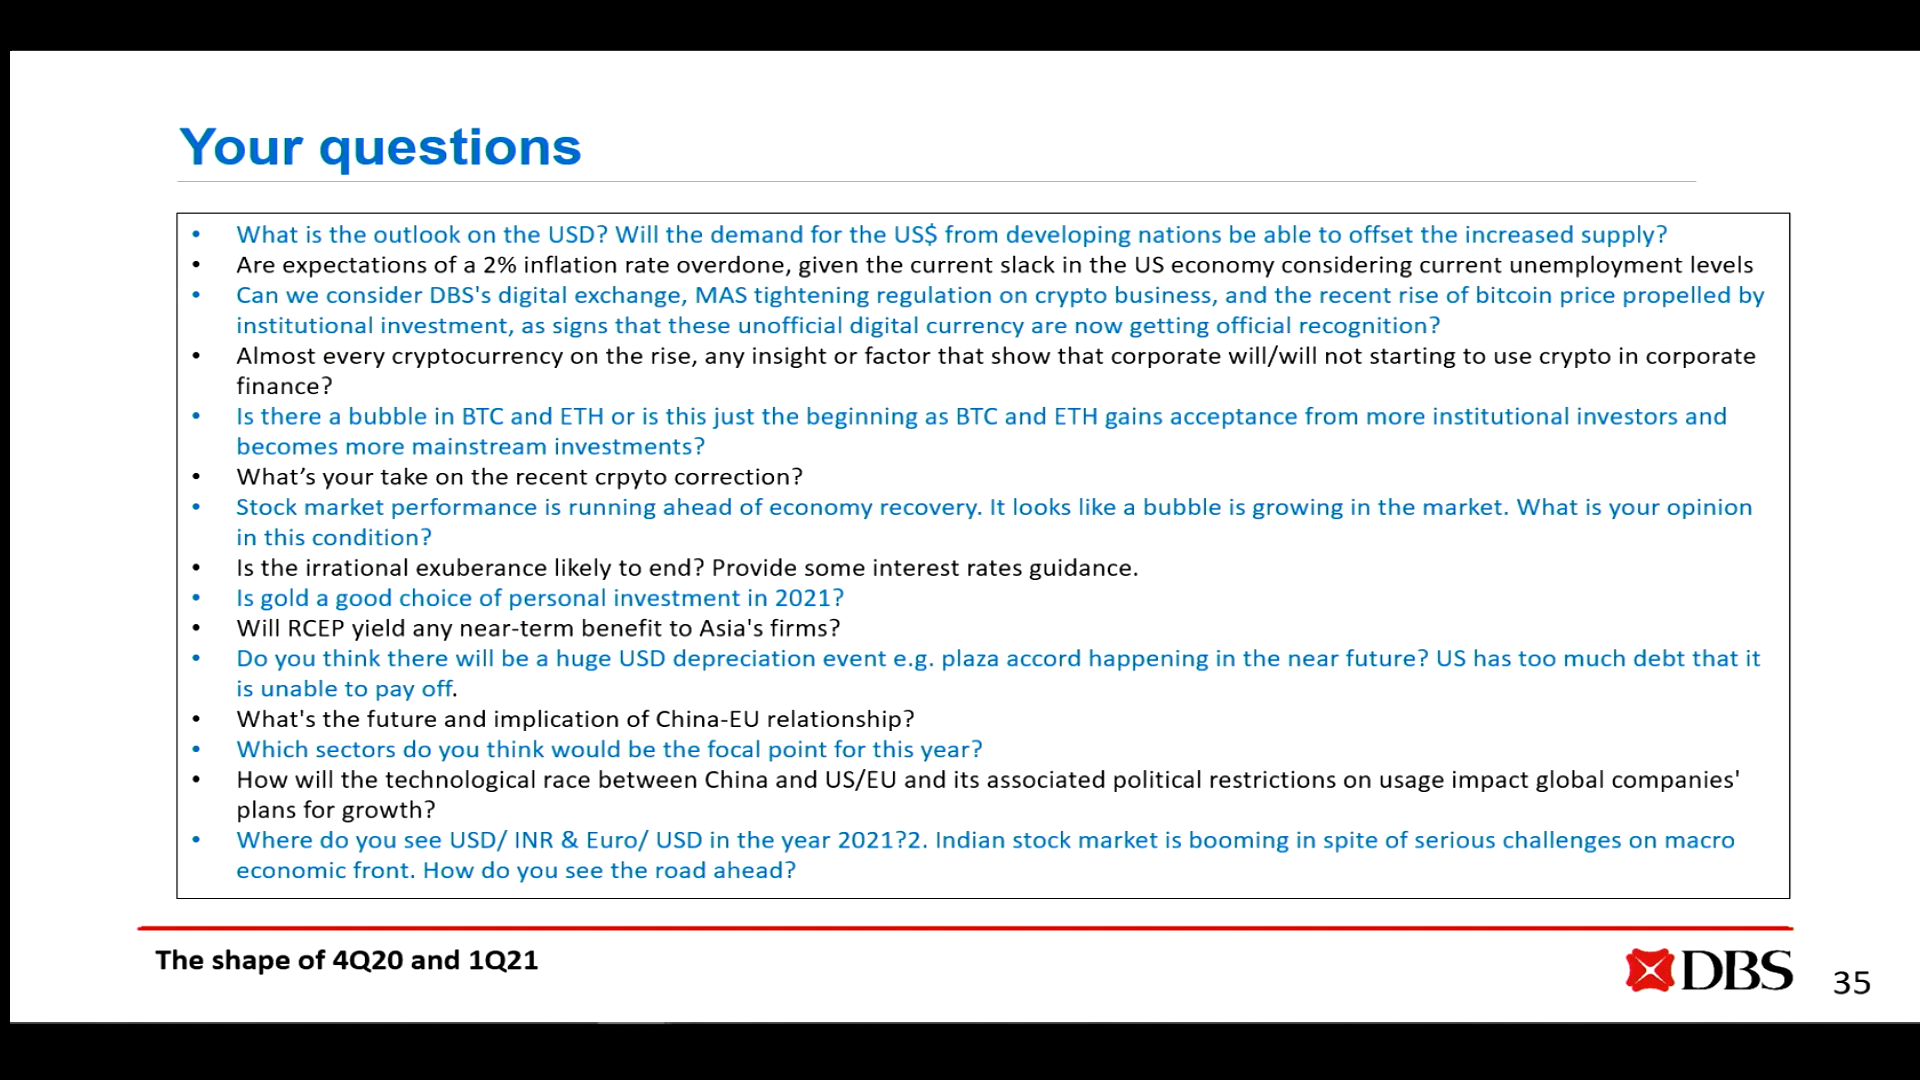 Your questions
• What is the outlook on the USD? Will the demand for the US$ from developing nations be able to offset the increased supply?
• Are expectations of a 2% inflation rate overdone, given the current slack in the US economy considering current unemployment levels
• Can we consider DBS's digital exchange, MAS tightening regulation on crypto business, and the recent rise of bitcoin price propelled by
institutional investment, as signs that these unofficial digital currency are now getting official recognition?
• Almost every cryptocurrency on the rise, any insight or factor that show that corporate will/will not starting to use crypto in corporate
finance?
• Is there a bubble in BTC and ETH or is this just the beginning as BTC and ETH gains acceptance from more institutional investors and
becomes more mainstream investments?
• What’s your take on the recent crpyto correction?
• Stock market performance is running ahead of economy recovery. It looks like a bubble is growing in the market. What is your opinion
in this condition?
• Is the irrational exuberance likely to end? Provide some interest rates guidance.
• Is gold a good choice of personal investment in 2021?
• Will RCEP yield any near-term benefit to Asia's firms?
• Do you think there will be a huge USD depreciation event e.g. plaza accord happening in the near future? US has too much debt that it
is unable to pay off.
• What's the future and implication of China-EU relationship?
• Which sectors do you think would be the focal point for this year?
• How will the technological race between China and US/EU and its associated political restrictions on usage impact global companies'
plans for growth?
• Where do you see USD/ INR & Euro/ USD in the year 2021?2. Indian stock market is booming in spite of serious challenges on macro
economic front. How do you see the road ahead?
The shape of 4Q20 and 1Q21
DBS
35